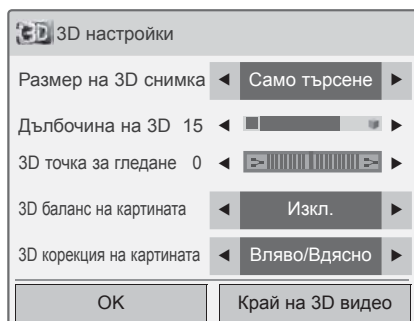 3D 3D настройки
Размер на 3D снимка Само търсене
Дълбочина на 3D 15
3D точка за гледане 0
3D баланс на картината Изкл.
3D корекция на картината Вляво/Вдясно
OK Край на 3D видео